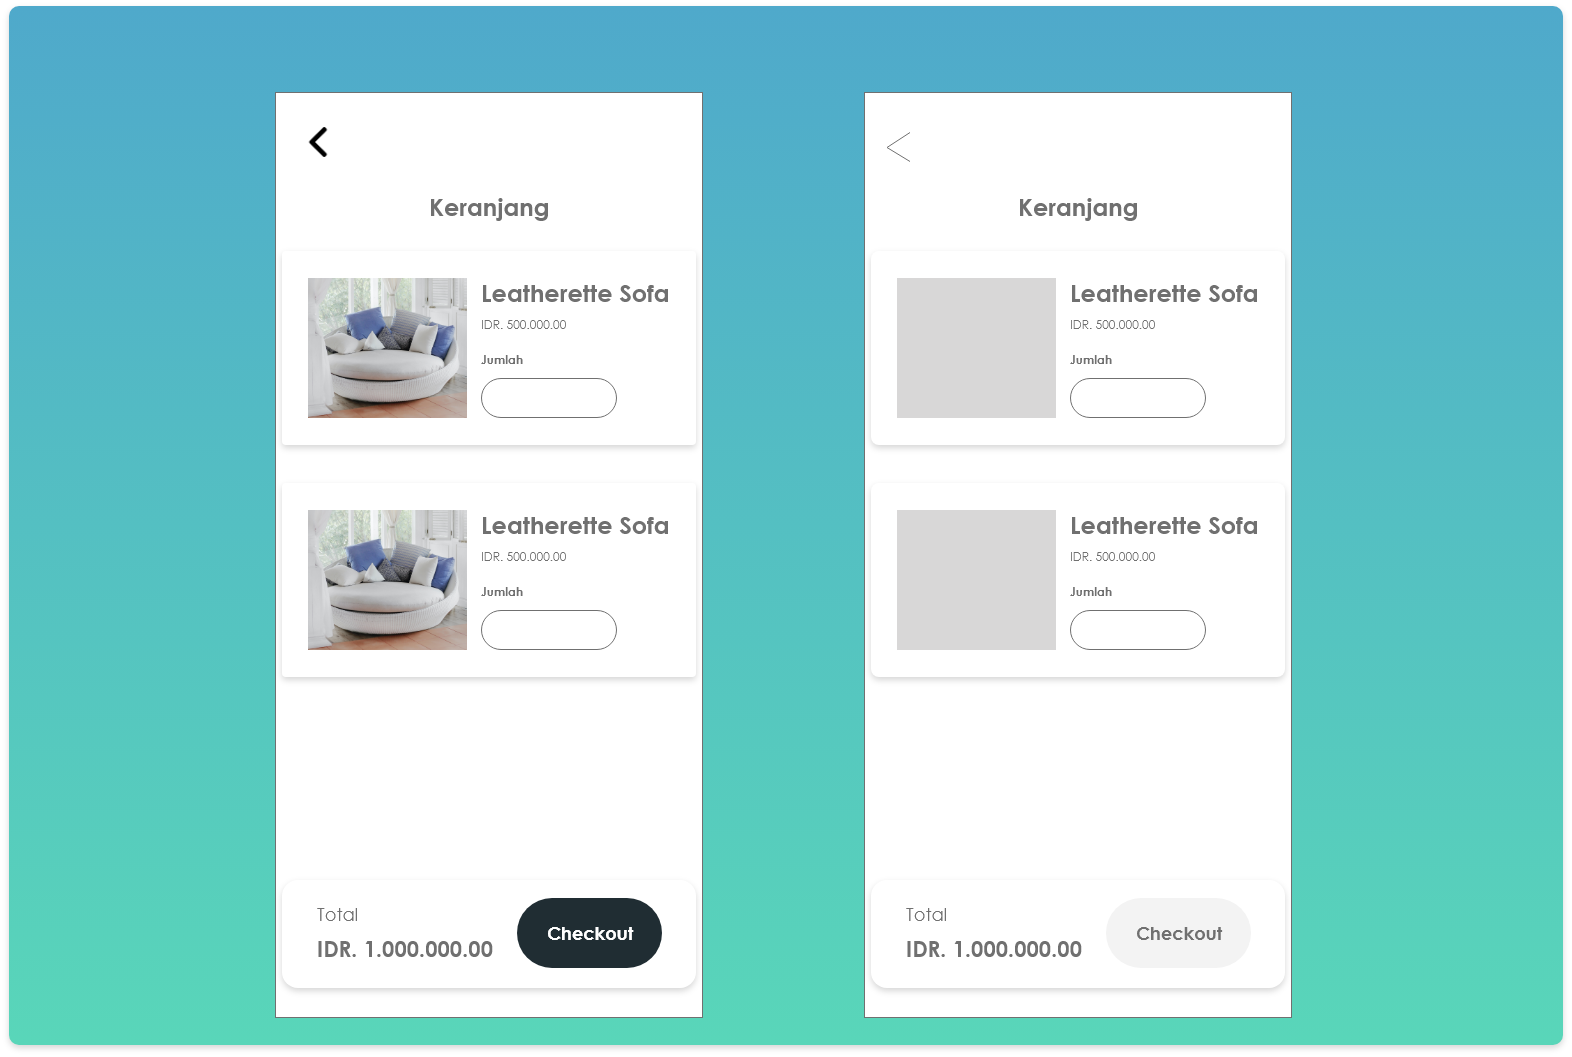 Keranjang
Leatherette Sofa
IDR. 500.000.00
Jumlah
Leatherette Sofa
IDR. 500.000.00
Jumlah
Total
IDR. 1.000.000.00
Checkout
Keranjang
Leatherette Sofa
IDR. 500.000.00
Jumlah
Leatherette Sofa
IDR. 500.000.00
Jumlah
Total
IDR. 1.000.000.00
Checkout